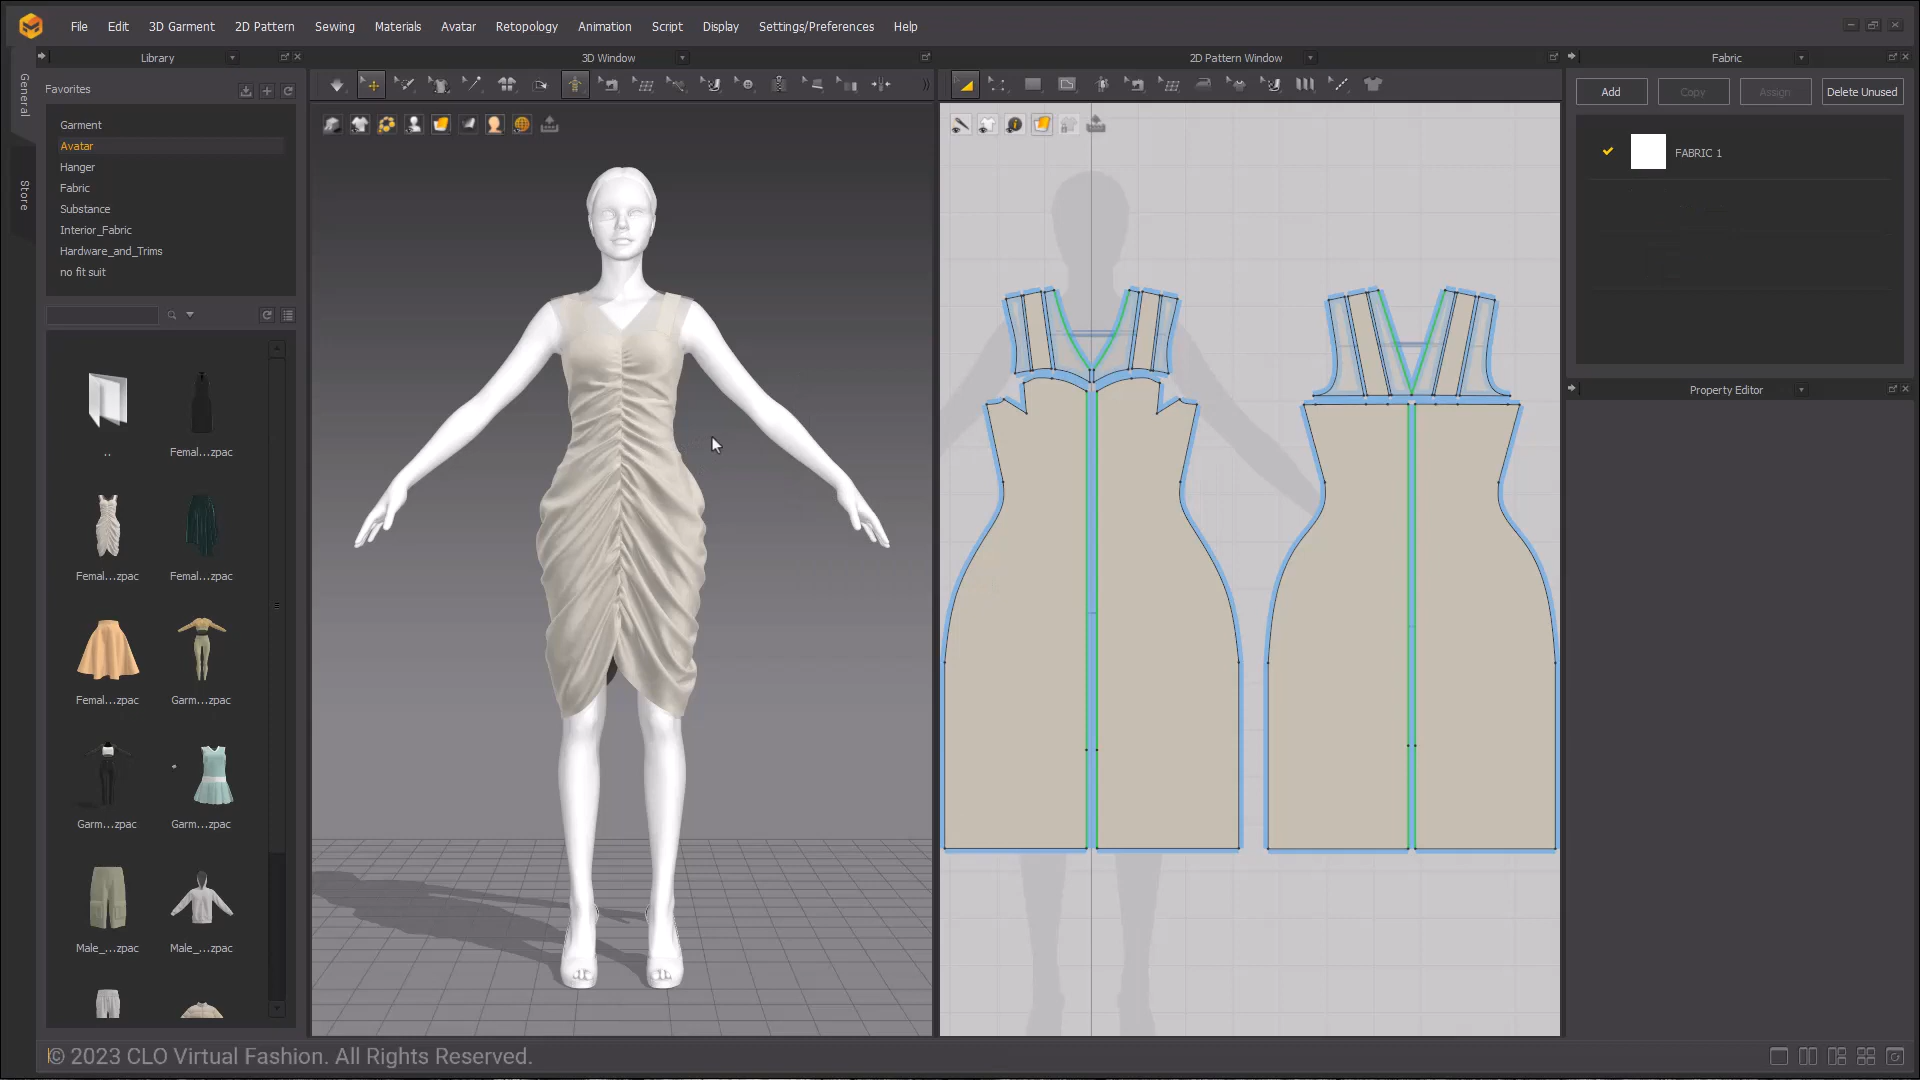 File Edit 3D Garment 2D Pattern Sewing Materials Avatar Retopology Animation Script Display Settings/Preferences Help
Library
3D Window
2D Pattern Window
Fabric
General
Store
Favorites
Garment
Avatar
Hanger
Fabric
Substance
Interior_Fabric
Hardware_and_Trims
no fit suit
..
Femal...zpac
Femal...zpac
Femal...zpac
Femal...zpac
Garm...zpac
Garm...zpac
Garm...zpac
Male_...zpac
Male_...zpac
Add Copy Assign Delete Unused
FABRIC 1
Property Editor
© 2023 CLO Virtual Fashion. All Rights Reserved.